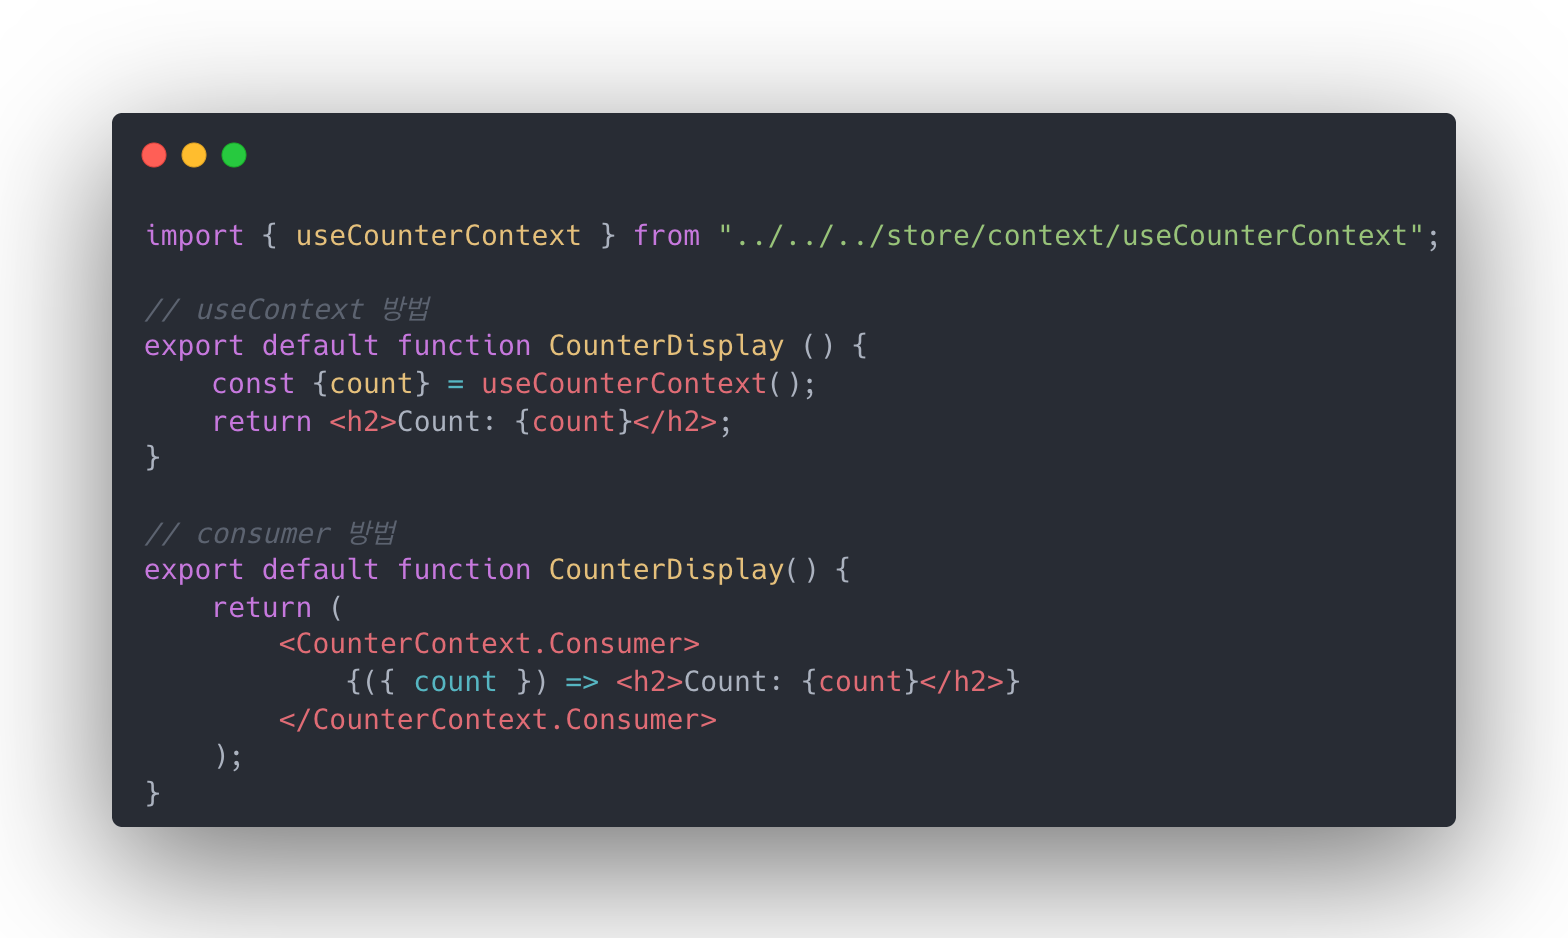 import { useCounterContext } from "../../../store/context/useCounterContext";
// useContext 방법
export default function CounterDisplay () {
    const {count} = useCounterContext();
    return <h2>Count: {count}</h2>;
}
// consumer 방법
export default function CounterDisplay() {
    return (
        <CounterContext.Consumer>
            {({ count }) => <h2>Count: {count}</h2>}
        </CounterContext.Consumer>
    );
}